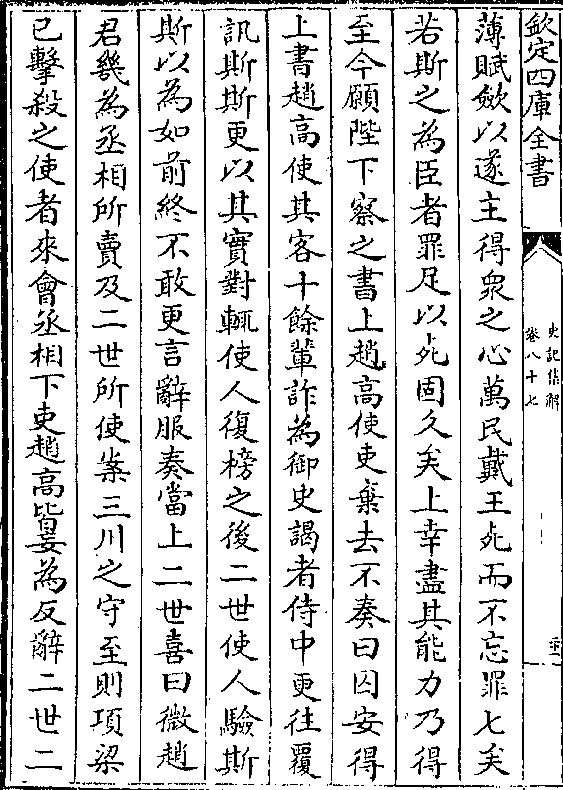 欽定四庫全書
史記集解
卷八十七
薄賦斂以遂主得衆之心萬民戴王死而不忘罪七矣
若斯之為臣者罪足以死固久矣上幸盡其能力乃得
至今願陛下察之書上趙高使吏棄去不奏曰囚安得
上書趙高使其客十餘輩詐為御史謁者侍中更往覆
訊斯斯更以其實對輒使人復榜之後二世使人驗斯
斯以為如前終不敢更言辭服奏當上二世喜曰微趙
君幾為丞相所賣及二世所使案三川之守至則項梁
已擊殺之使者來會丞相下吏趙高皆妄為反辭二世二